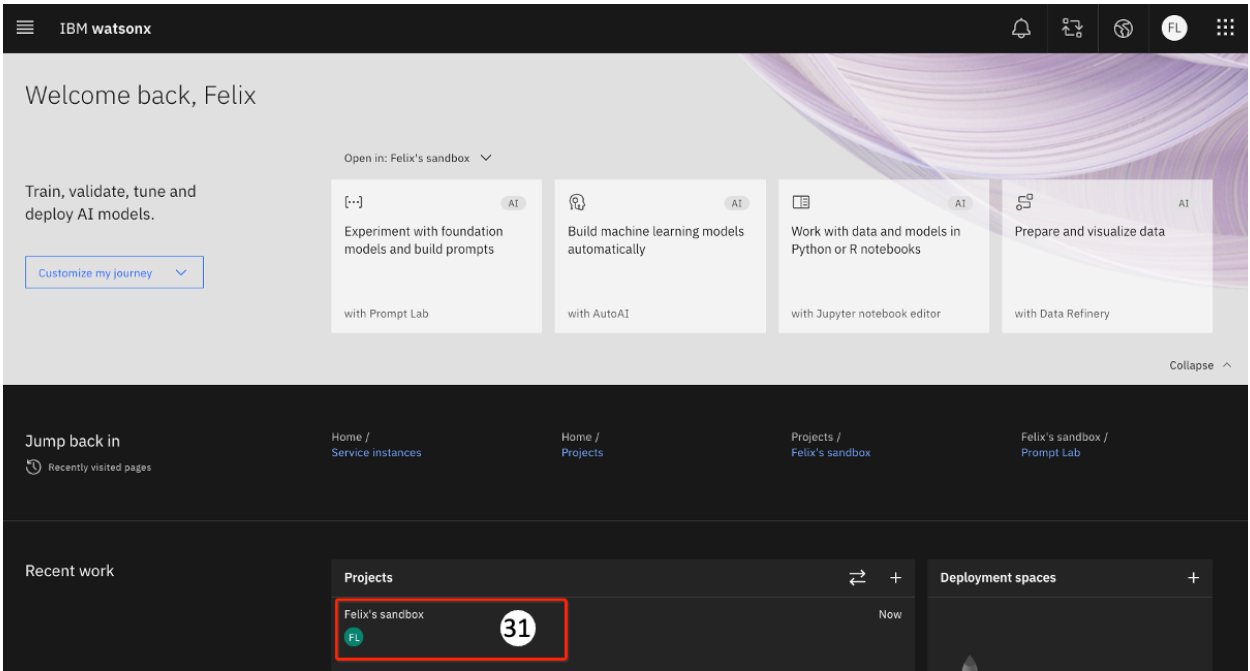 IBM watsonx
FL
Welcome back, Felix
Open in: Felix's sandbox
Train, validate, tune and
deploy AI models.
Customize my journey
AI
Experiment with foundation
models and build prompts
with Prompt Lab
AI
Build machine learning models
automatically
with AutoAI
AI
Work with data and models in
Python or R notebooks
with Jupyter notebook editor
AI
Prepare and visualize data
with Data Refinery
Collapse
Jump back in
Recently visited pages
Home /
Service instances
Home /
Projects
Projects /
Felix's sandbox
Felix's sandbox /
Prompt Lab
Recent work
Projects
Felix's sandbox
FL
31
Now
Deployment spaces